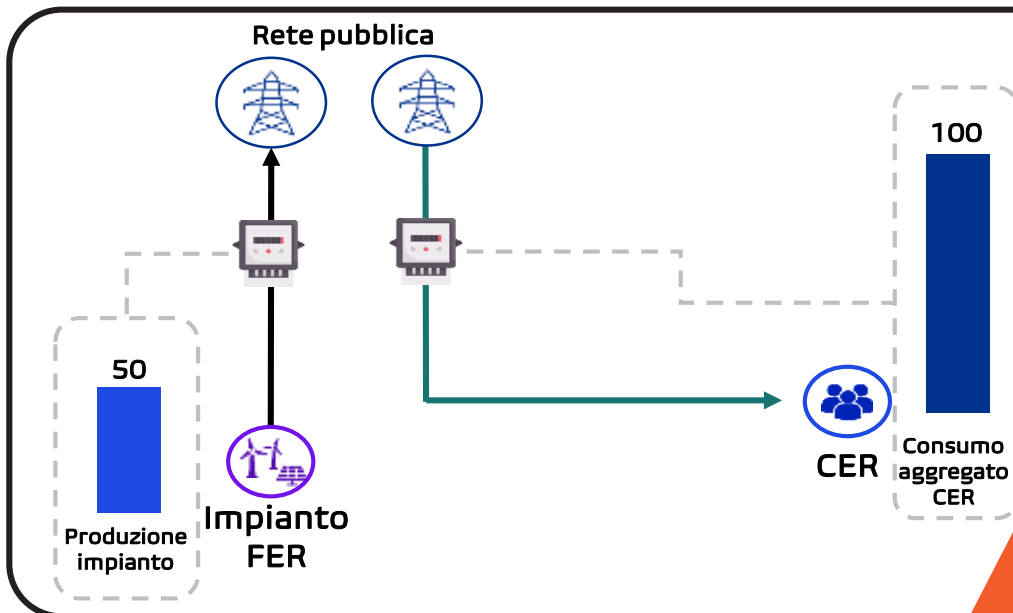 Rete pubblica
100
50
Produzione
impianto
Impianto
FER
CER
Consumo
aggregato
CER